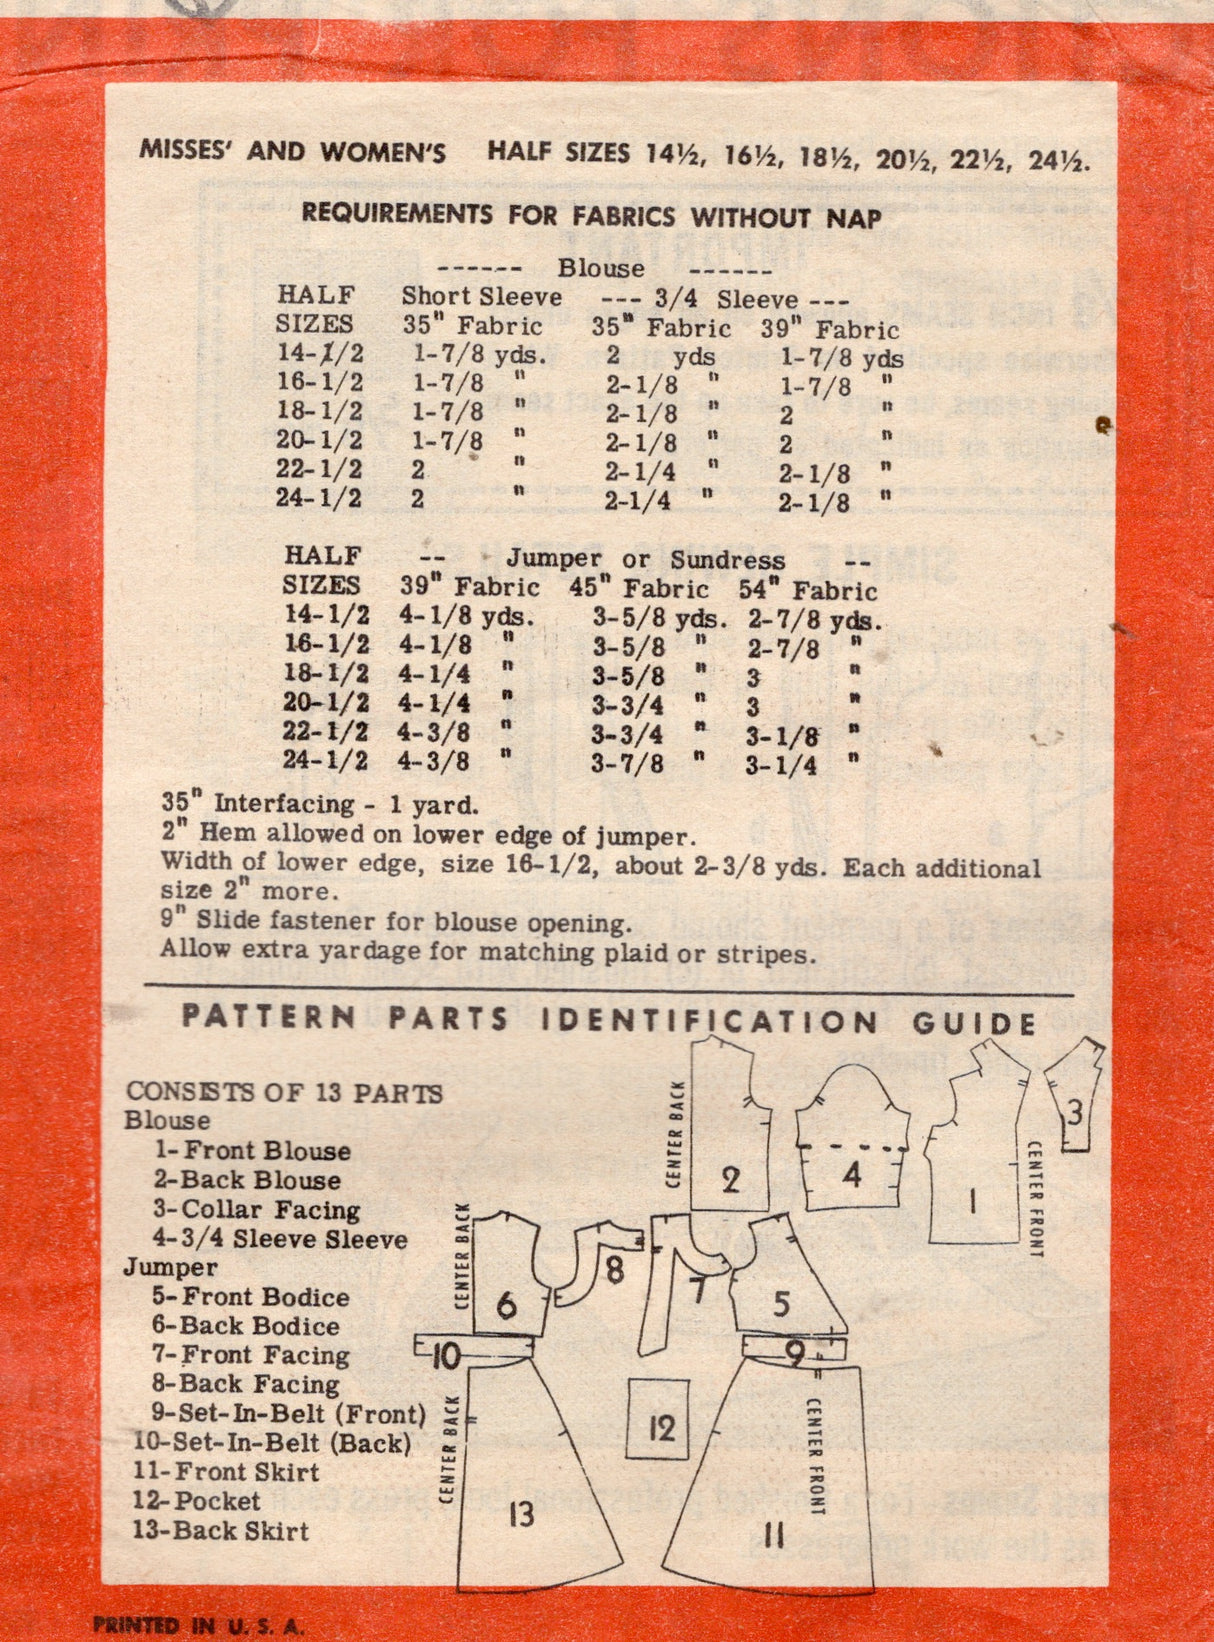 MISSES' AND WOMEN'S HALF SIZES 14½, 16½, 18½, 20½, 22½, 24½.
REQUIREMENTS FOR FABRICS WITHOUT NAP
------ Blouse ------
HALF Short Sleeve --- 3/4 Sleeve ---
SIZES 35" Fabric 35" Fabric 39" Fabric
14-1/2 1-7/8 yds. 2 yds 1-7/8 yds
16-1/2 1-7/8 " 2-1/8 " 1-7/8 "
18-1/2 1-7/8 " 2-1/8 " 2 "
20-1/2 1-7/8 " 2-1/8 " 2 "
22-1/2 2 " 2-1/4 " 2-1/8 "
24-1/2 2 " 2-1/4 " 2-1/8 "
HALF -- Jumper or Sundress --
SIZES 39" Fabric 45" Fabric 54" Fabric
14-1/2 4-1/8 yds. 3-5/8 yds. 2-7/8 yds.
16-1/2 4-1/8 " 3-5/8 " 2-7/8 "
18-1/2 4-1/4 " 3-5/8 " 3 "
20-1/2 4-1/4 " 3-3/4 " 3 "
22-1/2 4-3/8 " 3-3/4 " 3-1/8 "
24-1/2 4-3/8 " 3-7/8 " 3-1/4 "
35" Interfacing - 1 yard.
2" Hem allowed on lower edge of jumper.
Width of lower edge, size 16-1/2, about 2-3/8 yds. Each additional
size 2" more.
9" Slide fastener for blouse opening.
Allow extra yardage for matching plaid or stripes.
PATTERN PARTS IDENTIFICATION GUIDE
CONSISTS OF 13 PARTS
Blouse
1-Front Blouse
2-Back Blouse
3-Collar Facing
4-3/4 Sleeve Sleeve
Jumper
5-Front Bodice
6-Back Bodice
7-Front Facing
8-Back Facing
9-Set-In-Belt (Front)
10-Set-In-Belt (Back)
11-Front Skirt
12-Pocket
13-Back Skirt
CENTER BACK
2
4
1
CENTER FRONT
3
CENTER BACK
6
8
7
5
10
9
CENTER BACK
13
12
CENTER FRONT
11
PRINTED IN U. S. A.